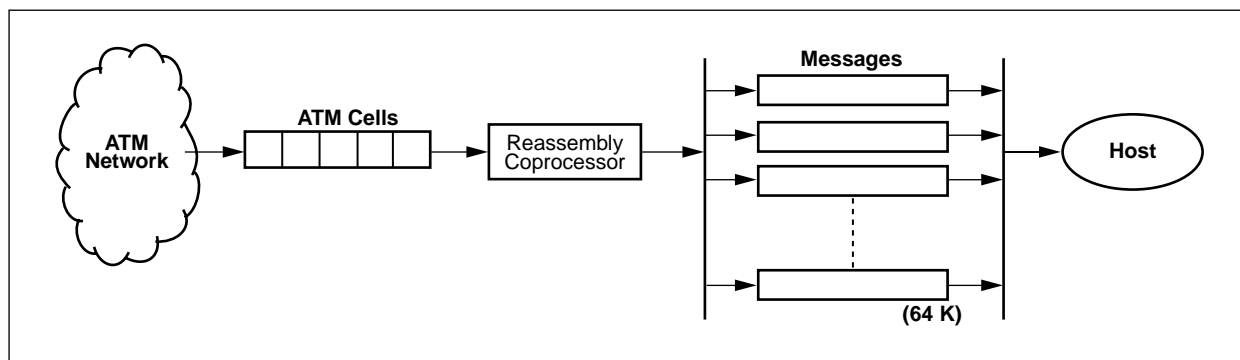 ATM
Network
ATM Cells
Reassembly
Coprocessor
Messages
(64 K)
Host